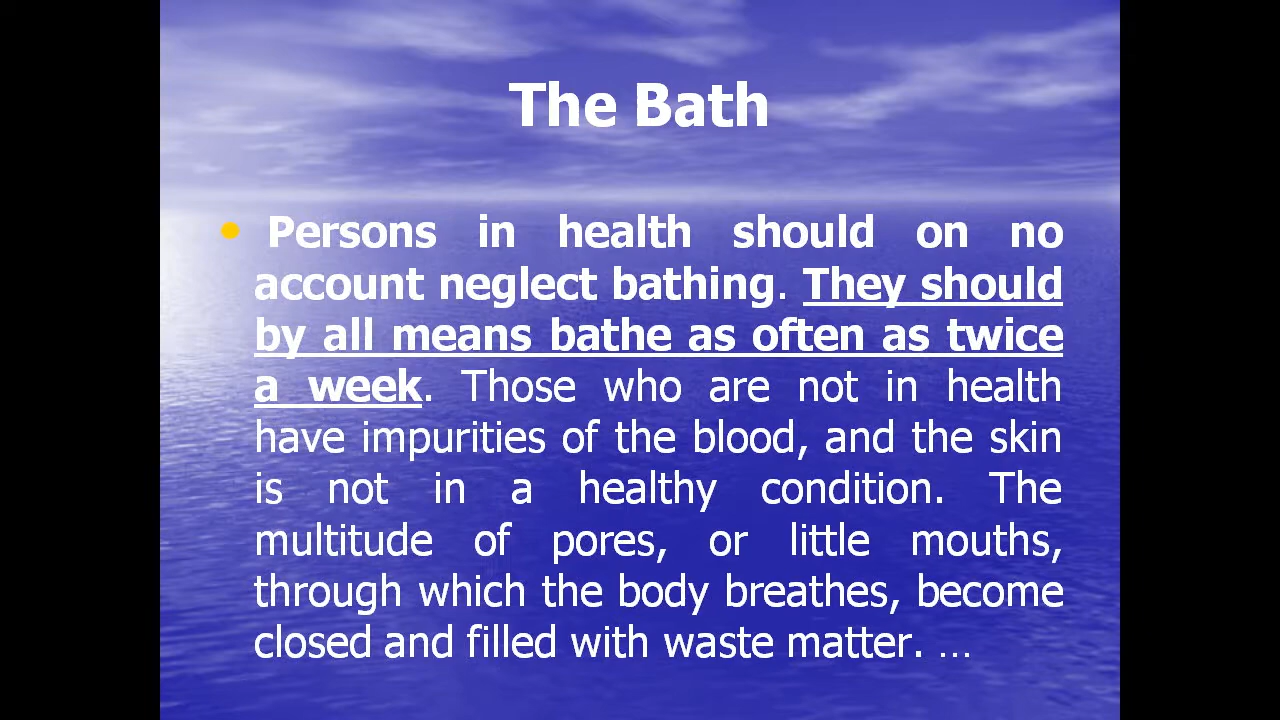 The Bath
• Persons in health should on no
account neglect bathing. They should
by all means bathe as often as twice
a week. Those who are not in health
have impurities of the blood, and the skin
is not in a healthy condition. The
multitude of pores, or little mouths,
through which the body breathes, become
closed and filled with waste matter. …